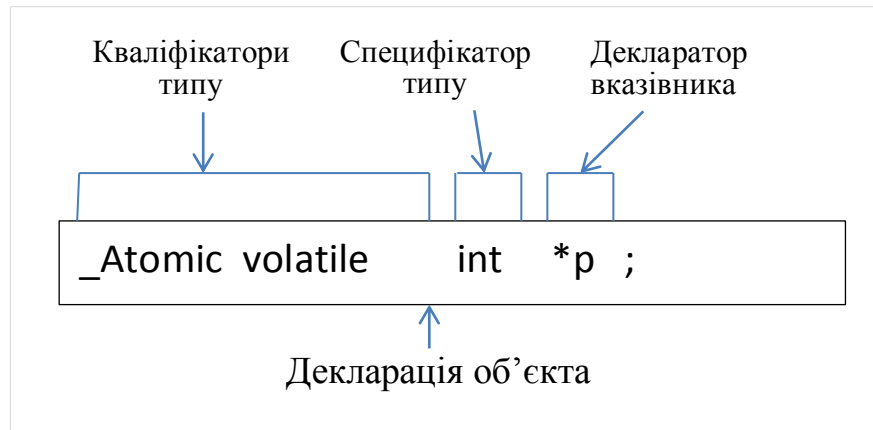 Кваліфікатори
типу
Специфікатор
типу
Декларатор
вказівника
_Atomic volatile int *p ;
Декларація об’єкта